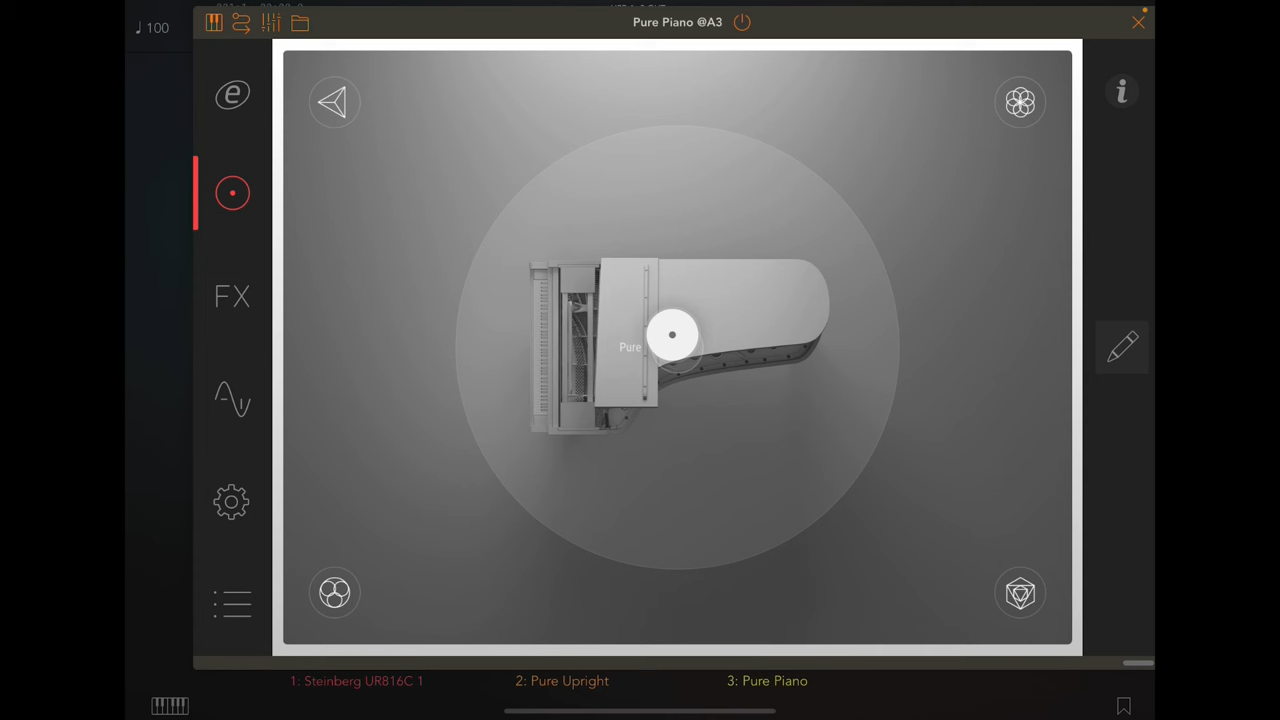 ♩ 100
Pure Piano @A3
e
i
FX
Pure
1: Steinberg UR816C 1
2: Pure Upright
3: Pure Piano